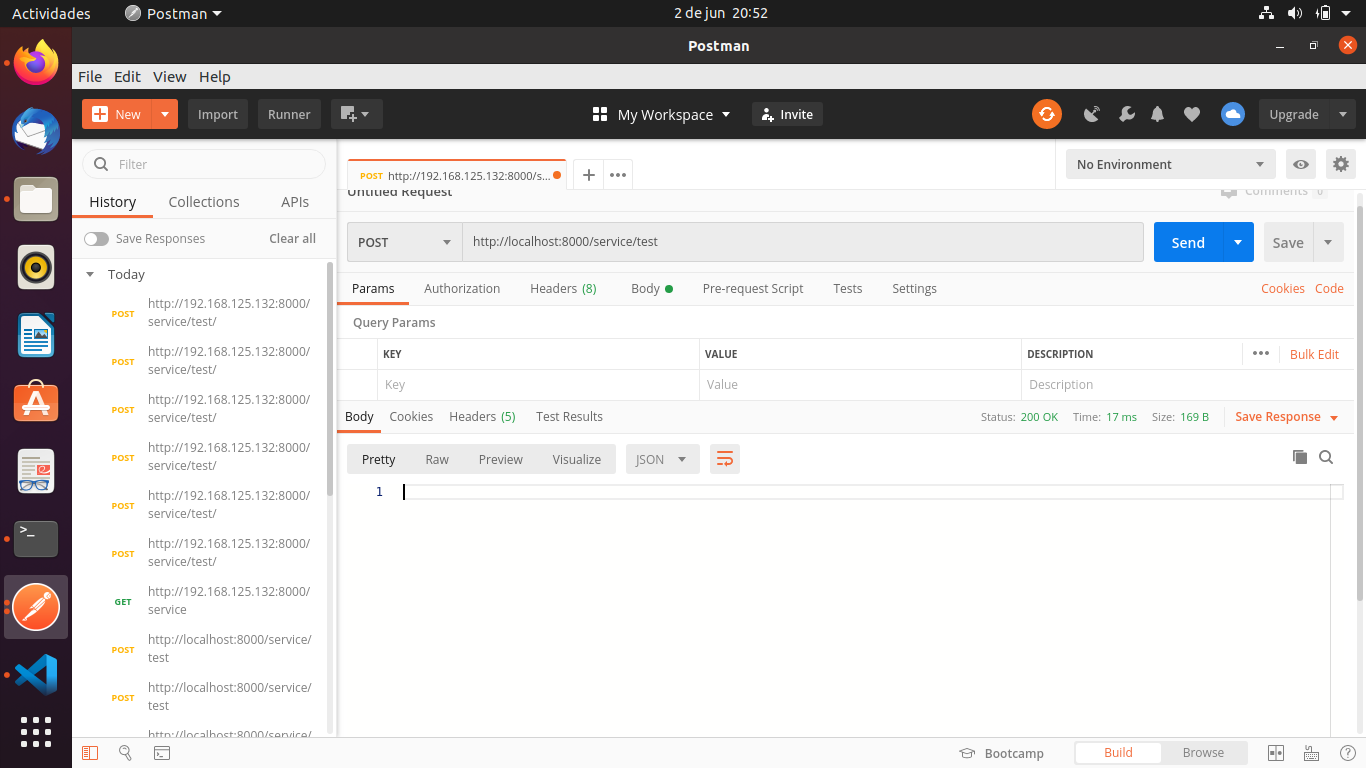 Actividades
Postman
2 de jun 20:52
Postman
File Edit View Help
New
Import
Runner
My Workspace
Invite
Upgrade
Filter
POST http://192.168.125.132:8000/s...
No Environment
Untitled Request
Comments 0
History Collections APIs
Save Responses Clear all
POST http://localhost:8000/service/test
Send
Save
Today
POST http://192.168.125.132:8000/
service/test/
POST http://192.168.125.132:8000/
service/test/
POST http://192.168.125.132:8000/
service/test/
POST http://192.168.125.132:8000/
service/test/
POST http://192.168.125.132:8000/
service/test/
POST http://192.168.125.132:8000/
service/test/
GET http://192.168.125.132:8000/
service
POST http://localhost:8000/service/
test
POST http://localhost:8000/service/
test
http://localhost:8000/service/
Params Authorization Headers (8) Body Pre-request Script Tests Settings Cookies Code
Query Params
KEY VALUE DESCRIPTION ••• Bulk Edit
Key Value Description
Body Cookies Headers (5) Test Results Status: 200 OK Time: 17 ms Size: 169 B Save Response
Pretty Raw Preview Visualize JSON
1
Bootcamp Build Browse